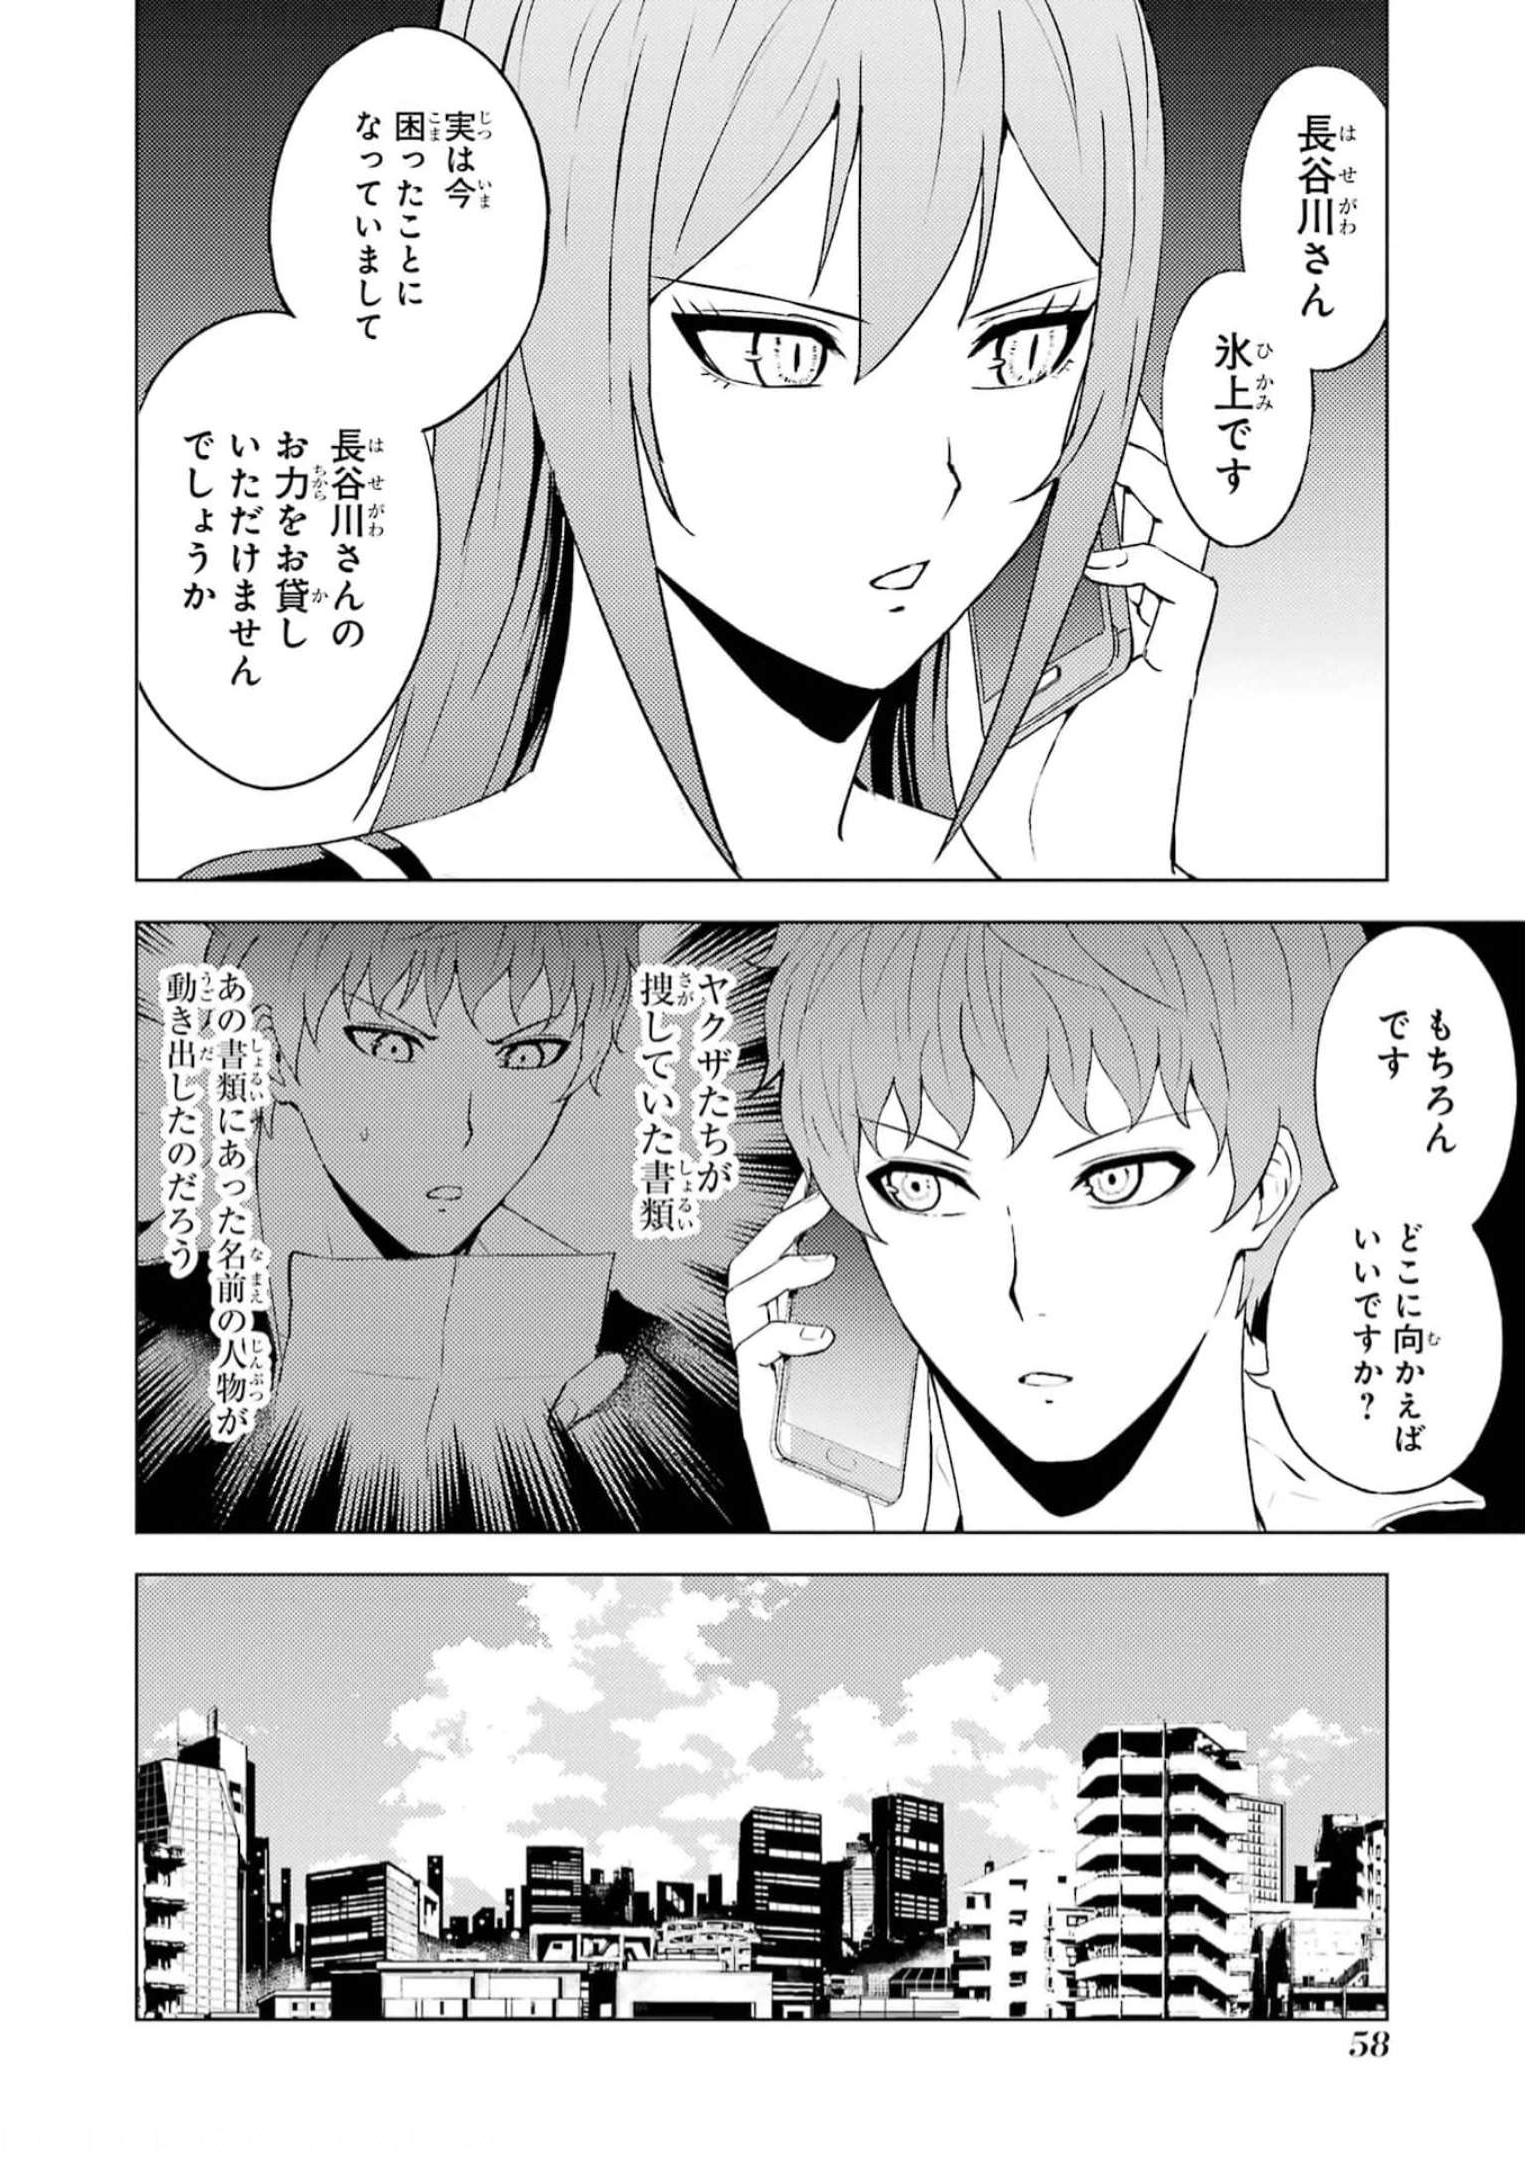 長谷川さん
氷上です
実は今
困ったことに
なっていまして
長谷川さんの
お力をお貸し
いただけません
でしょうか
もちろん
です
どこに向かえば
いいですか?
ヤクザたちが
捜していた書類
あの書類にあった名前の人物が
動き出したのだろう
58